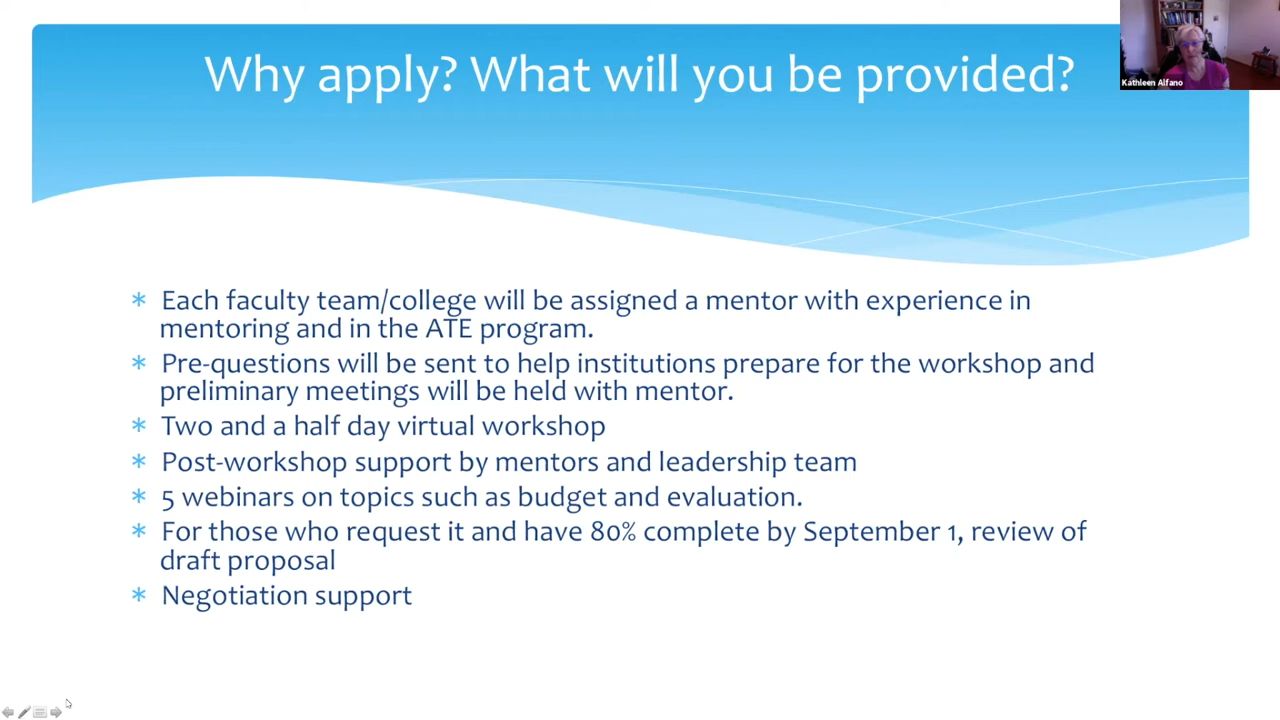 Why apply? What will you be provided?
Kathleen Alfano
* Each faculty team/college will be assigned a mentor with experience in
mentoring and in the ATE program.
* Pre-questions will be sent to help institutions prepare for the workshop and
preliminary meetings will be held with mentor.
* Two and a half day virtual workshop
* Post-workshop support by mentors and leadership team
* 5 webinars on topics such as budget and evaluation.
* For those who request it and have 80% complete by September 1, review of
draft proposal
* Negotiation support